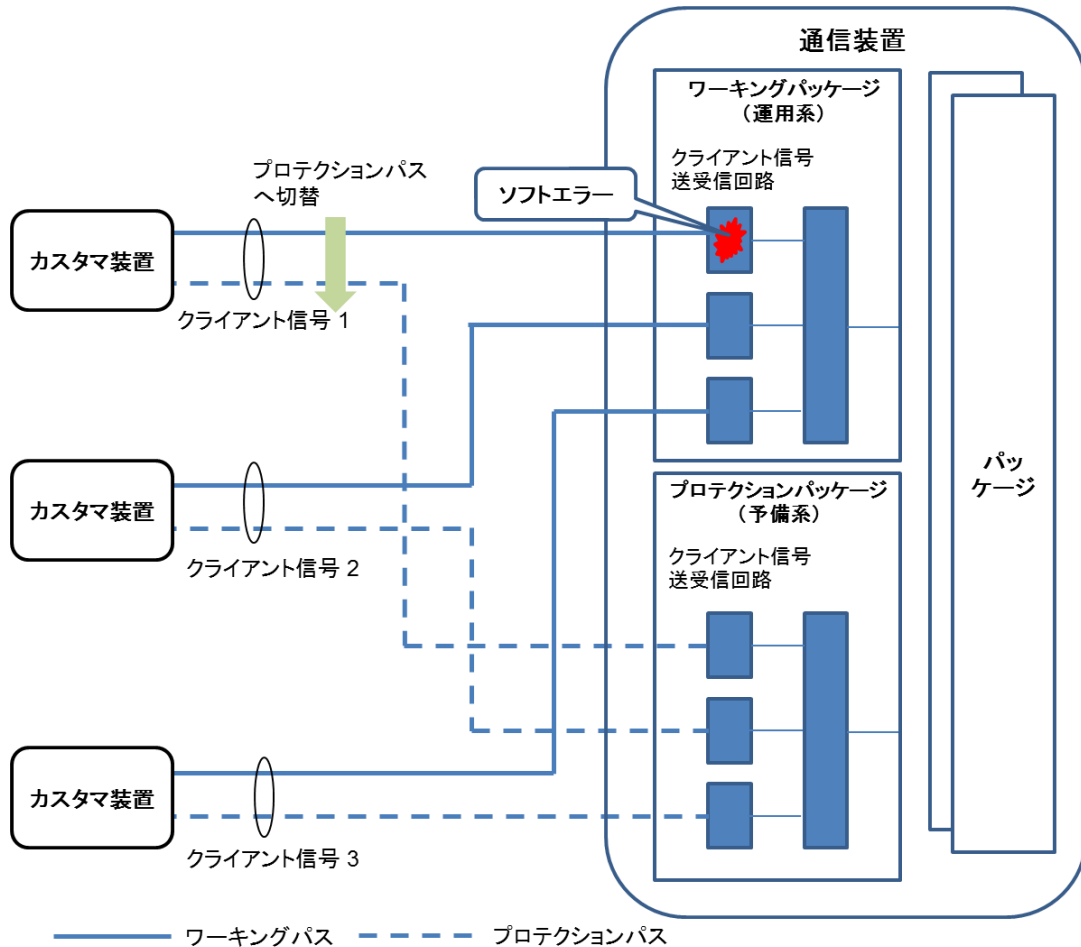 通信装置
ワーキングパッケージ
（運用系）
クライアント信号
送受信回路
ソフトエラー
プロテクションパス
へ切替
カスタマ装置
クライアント信号 1
カスタマ装置
クライアント信号 2
プロテクションパッケージ
（予備系）
クライアント信号
送受信回路
パッ
ケージ
カスタマ装置
クライアント信号 3
ワーキングパス
プロテクションパス